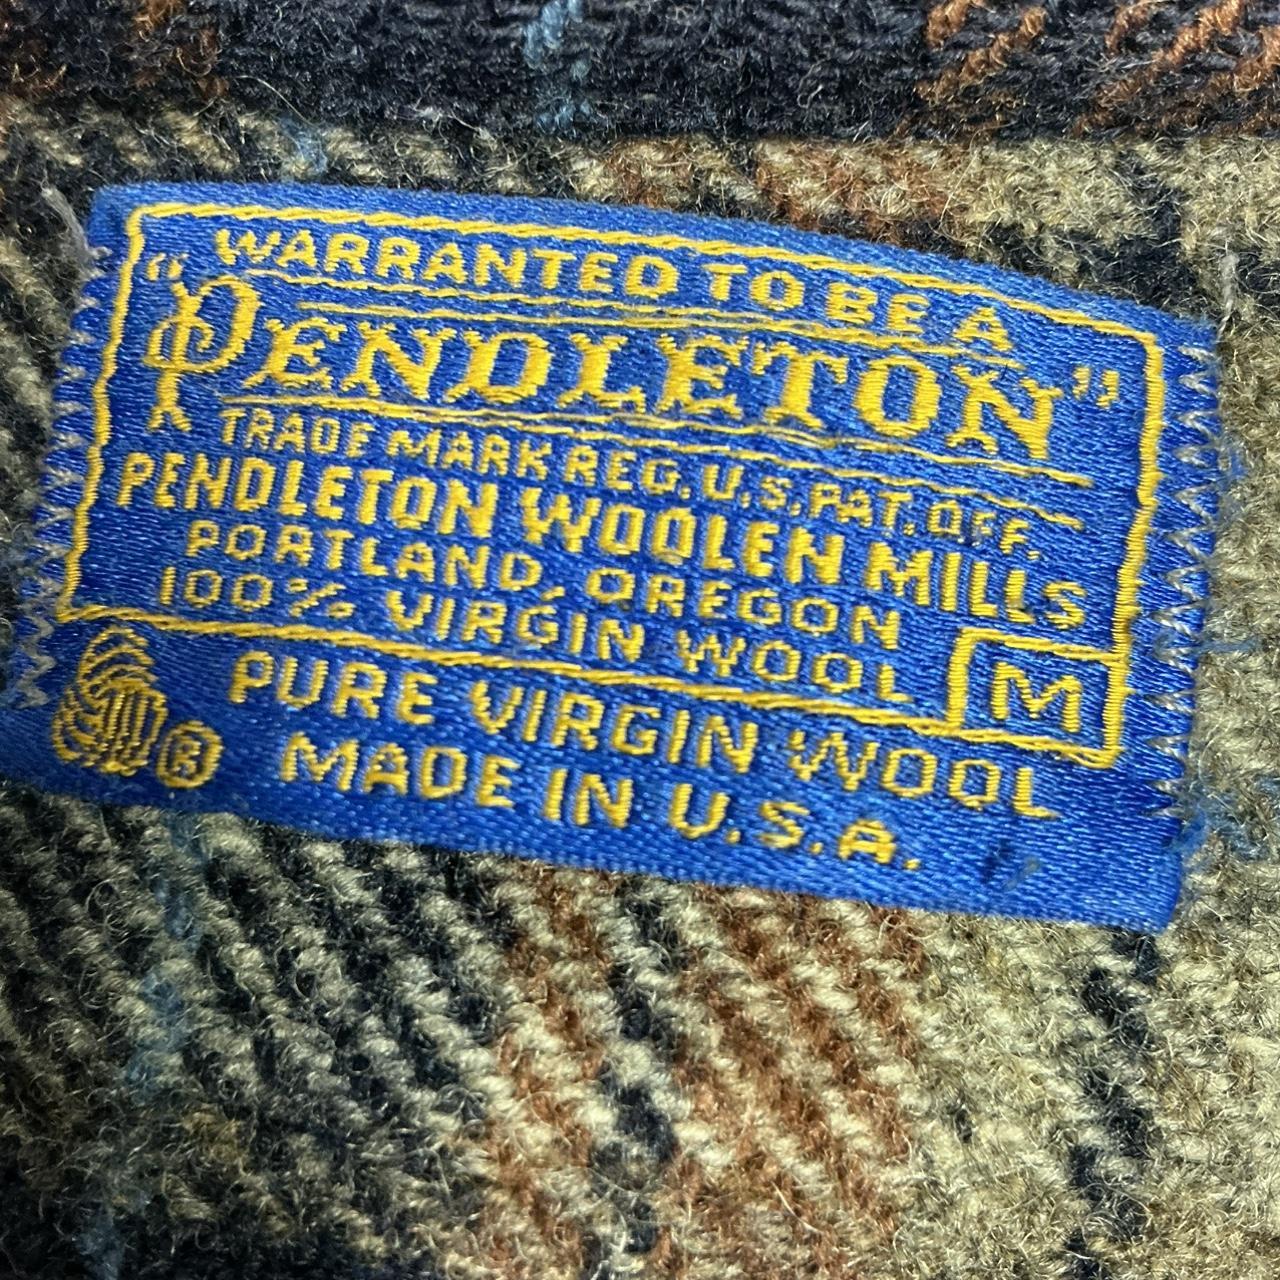 WARRANTED TO BE A
"PENDLETON"
TRADE MARK REG. U.S. PAT. OFF.
PENDLETON WOOLEN MILLS
PORTLAND, OREGON
100% VIRGIN WOOL
M
PURE VIRGIN WOOL
® MADE IN U.S.A.